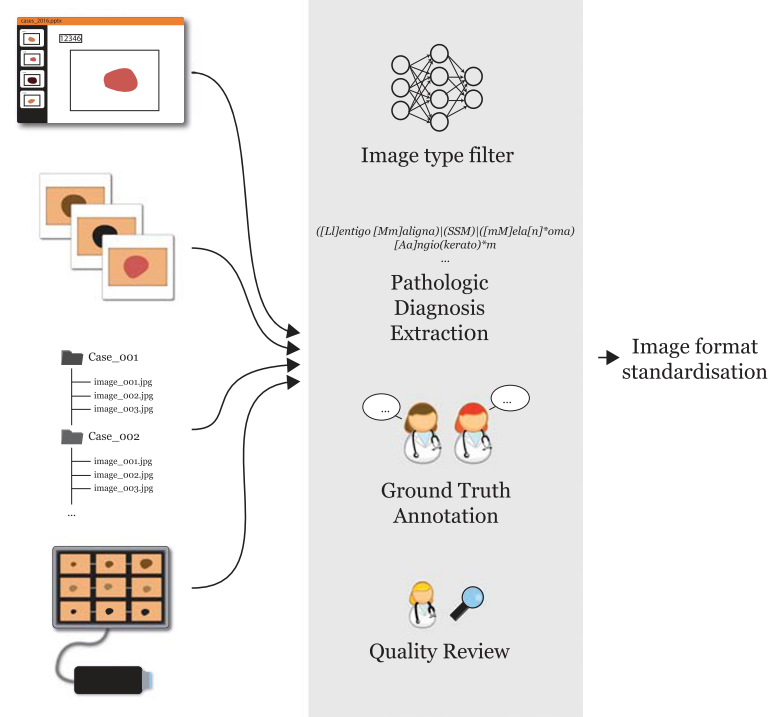 cases_2016.pptx
12346
Case_001
image_001.jpg
image_002.jpg
image_003.jpg
Case_002
image_001.jpg
image_002.jpg
image_003.jpg
...
Image type filter
([Ll]entigo [Mm]aligna)|(SSM)|([mM]ela[n]*oma)
[Aa]ngio(kerato)*m
...
Pathologic
Diagnosis
Extraction
...
...
Ground Truth
Annotation
Quality Review
Image format
standardisation